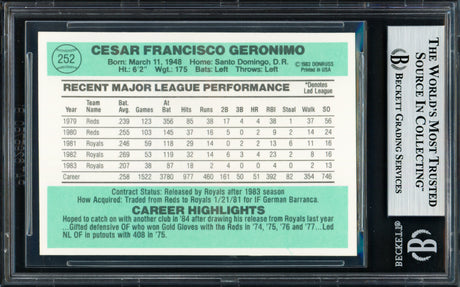 252
CESAR FRANCISCO GERONIMO
Born: March 11, 1948 Home: Santo Domingo, D.R.
Ht.: 6'2" Wgt.: 175 Bats: Left Throws: Left
© 1983 DONRUSS
Printed in USA
RECENT MAJOR LEAGUE PERFORMANCE
*Denotes Led League
Year Team Name Bat. Avg. Games AB Hits Runs 2B 3B HR RBI Steal Walk SO
1979 Reds 239 123 356 85 38 17 4 4 38 1 37 56
1980 Reds 255 103 145 37 16 5 0 2 9 2 14 24
1981 Royals 246 59 118 29 14 0 2 2 13 6 11 16
1982 Royals 269 53 119 32 14 6 3 4 23 2 8 16
1983 Royals 207 38 87 18 2 4 0 0 4 0 2 13
Career 258 1522 3780 977 460 161 50 51 392 82 354 746
Contract Status: Released by Royals after 1983 season
How Acquired: Traded from Reds to Royals 1/21/81 for IF German Barranca.
CAREER HIGHLIGHTS
Hoped to catch on with another club in '84 after drawing his release from Royals last year
...Gifted defensive OF who won Gold Gloves with the Reds in '74, '75, '76 and '77...Led
NL OF in putouts with 408 in '75.
The World's Most Trusted
Source In Collecting™
Beckett Grading Services
BECKETT
B